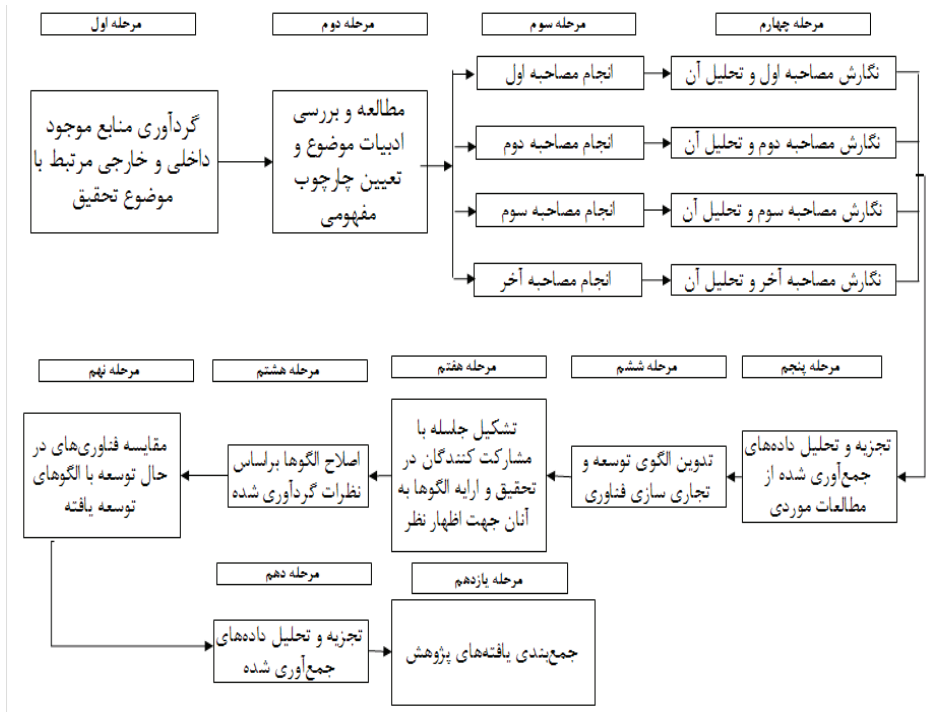 مرحله اول
مرحله دوم
مرحله سوم
مرحله چهارم
گردآوری منابع موجود
داخلی و خارجی مرتبط با
موضوع تحقیق
مطالعه و بررسی
ادبیات موضوع و
تعیین چارچوب
مفهومی
انجام مصاحبه اول
نگارش مصاحبه اول و تحلیل آن
انجام مصاحبه دوم
نگارش مصاحبه دوم و تحلیل آن
انجام مصاحبه سوم
نگارش مصاحبه سوم و تحلیل آن
انجام مصاحبه آخر
نگارش مصاحبه آخر و تحلیل آن
مرحله پنجم
مرحله ششم
مرحله هفتم
مرحله هشتم
مرحله نهم
تجزیه و تحلیل داده‌های
جمع‌آوری شده از
مطالعات موردی
تدوین الگوی توسعه و
تجاری سازی فناوری
تشکیل جلسه با
مشارکت کنندگان در
تحقیق و ارایه الگوها به
آنان جهت اظهار نظر
اصلاح الگوها براساس
نظرات گردآوری شده
مقایسه فناوری‌های در
حال توسعه با الگوهای
توسعه یافته
مرحله دهم
مرحله یازدهم
تجزیه و تحلیل داده‌های
جمع‌آوری شده
جمع‌بندی یافته‌های پژوهش